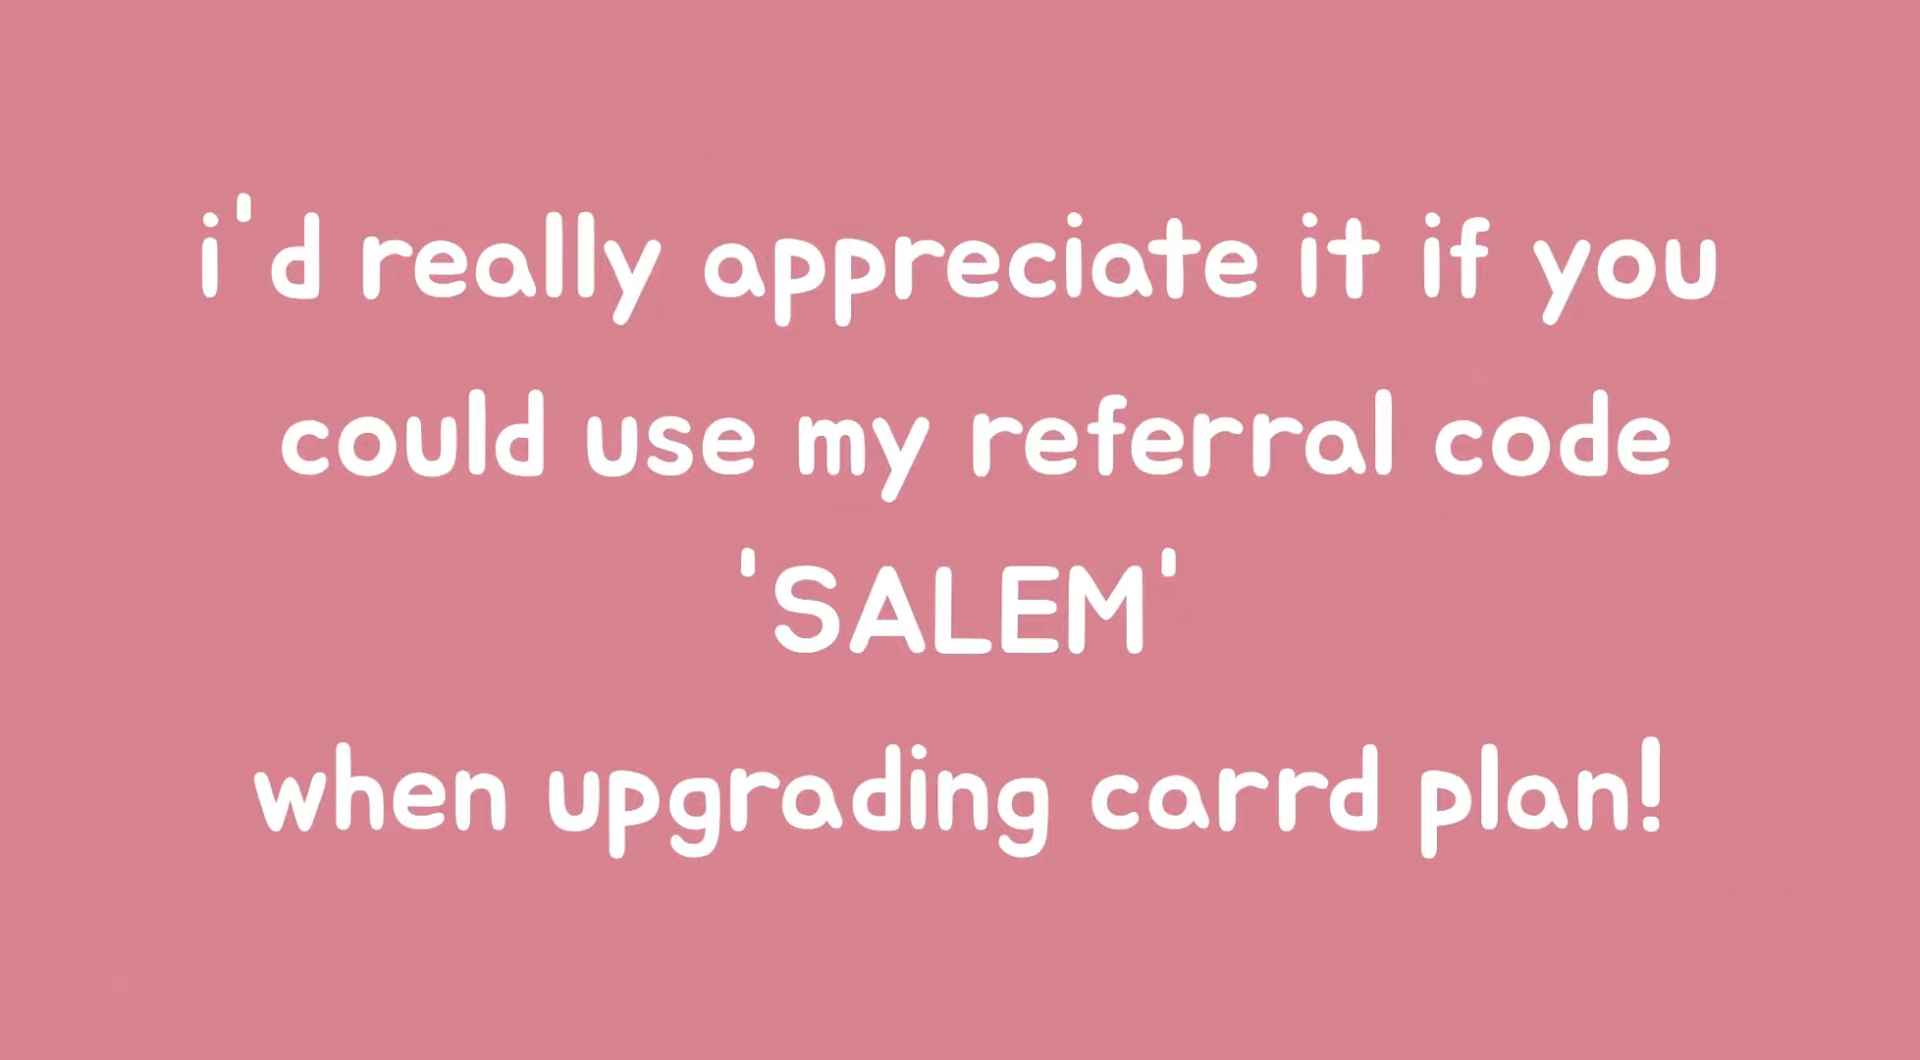 i'd really appreciate it if you
could use my referral code
'SALEM'
when upgrading carrd plan!